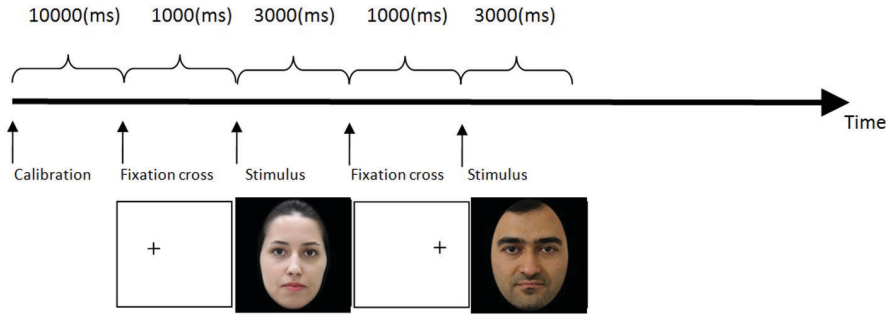 10000(ms) 1000(ms) 3000(ms) 1000(ms) 3000(ms)
Time
Calibration Fixation cross Stimulus Fixation cross Stimulus